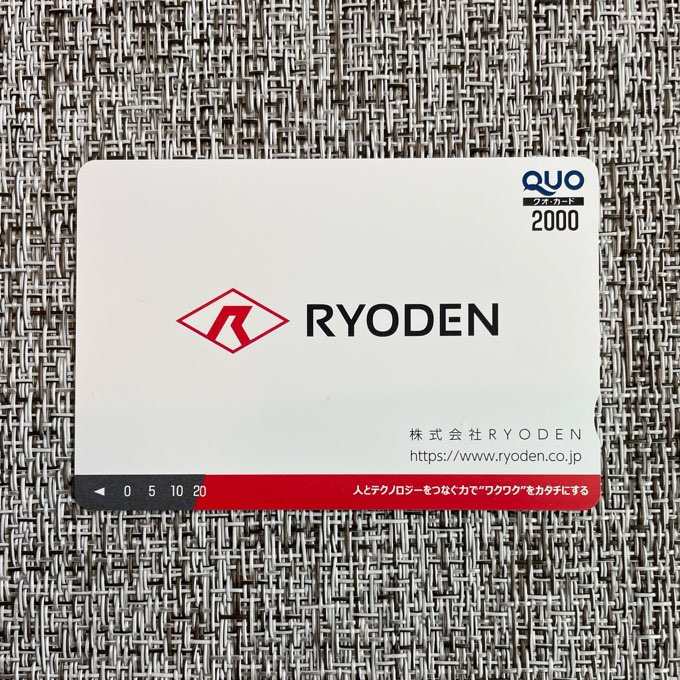 QUO
クオ・カード
2000
RYODEN
株式会社RYODEN
https://www.ryoden.co.jp
◀ 0 5 10 20
人とテクノロジーをつなぐ力で“ワクワク”をカタチにする